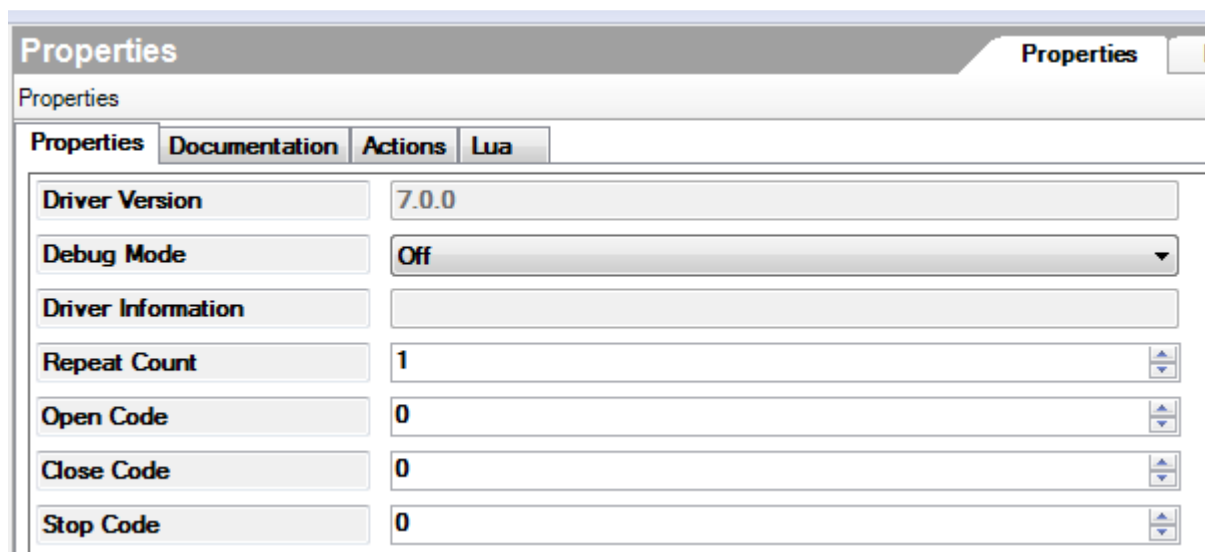 Properties Properties
Properties
Properties Documentation Actions Lua
Driver Version 7.0.0
Debug Mode Off
Driver Information
Repeat Count 1
Open Code 0
Close Code 0
Stop Code 0